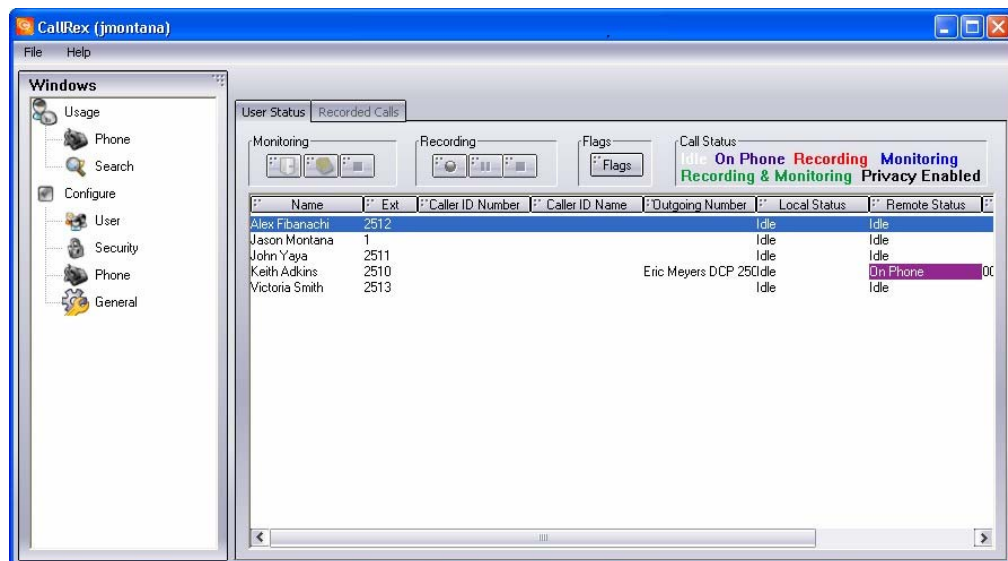 CallRex (jmontana)
File Help
Windows
Usage
Phone
Search
Configure
User
Security
Phone
General
User Status Recorded Calls
Monitoring Recording Flags Call Status
Flags
Idle On Phone Recording Monitoring
Recording & Monitoring Privacy Enabled
Name Ext Caller ID Number Caller ID Name Outgoing Number Local Status Remote Status
Alex Fibanachi 2512 Idle Idle
Jason Montana 1 Idle Idle
John Yaya 2511 Idle Idle
Keith Adkins 2510 Eric Meyers DCP 250 Idle On Phone 00
Victoria Smith 2513 Idle Idle